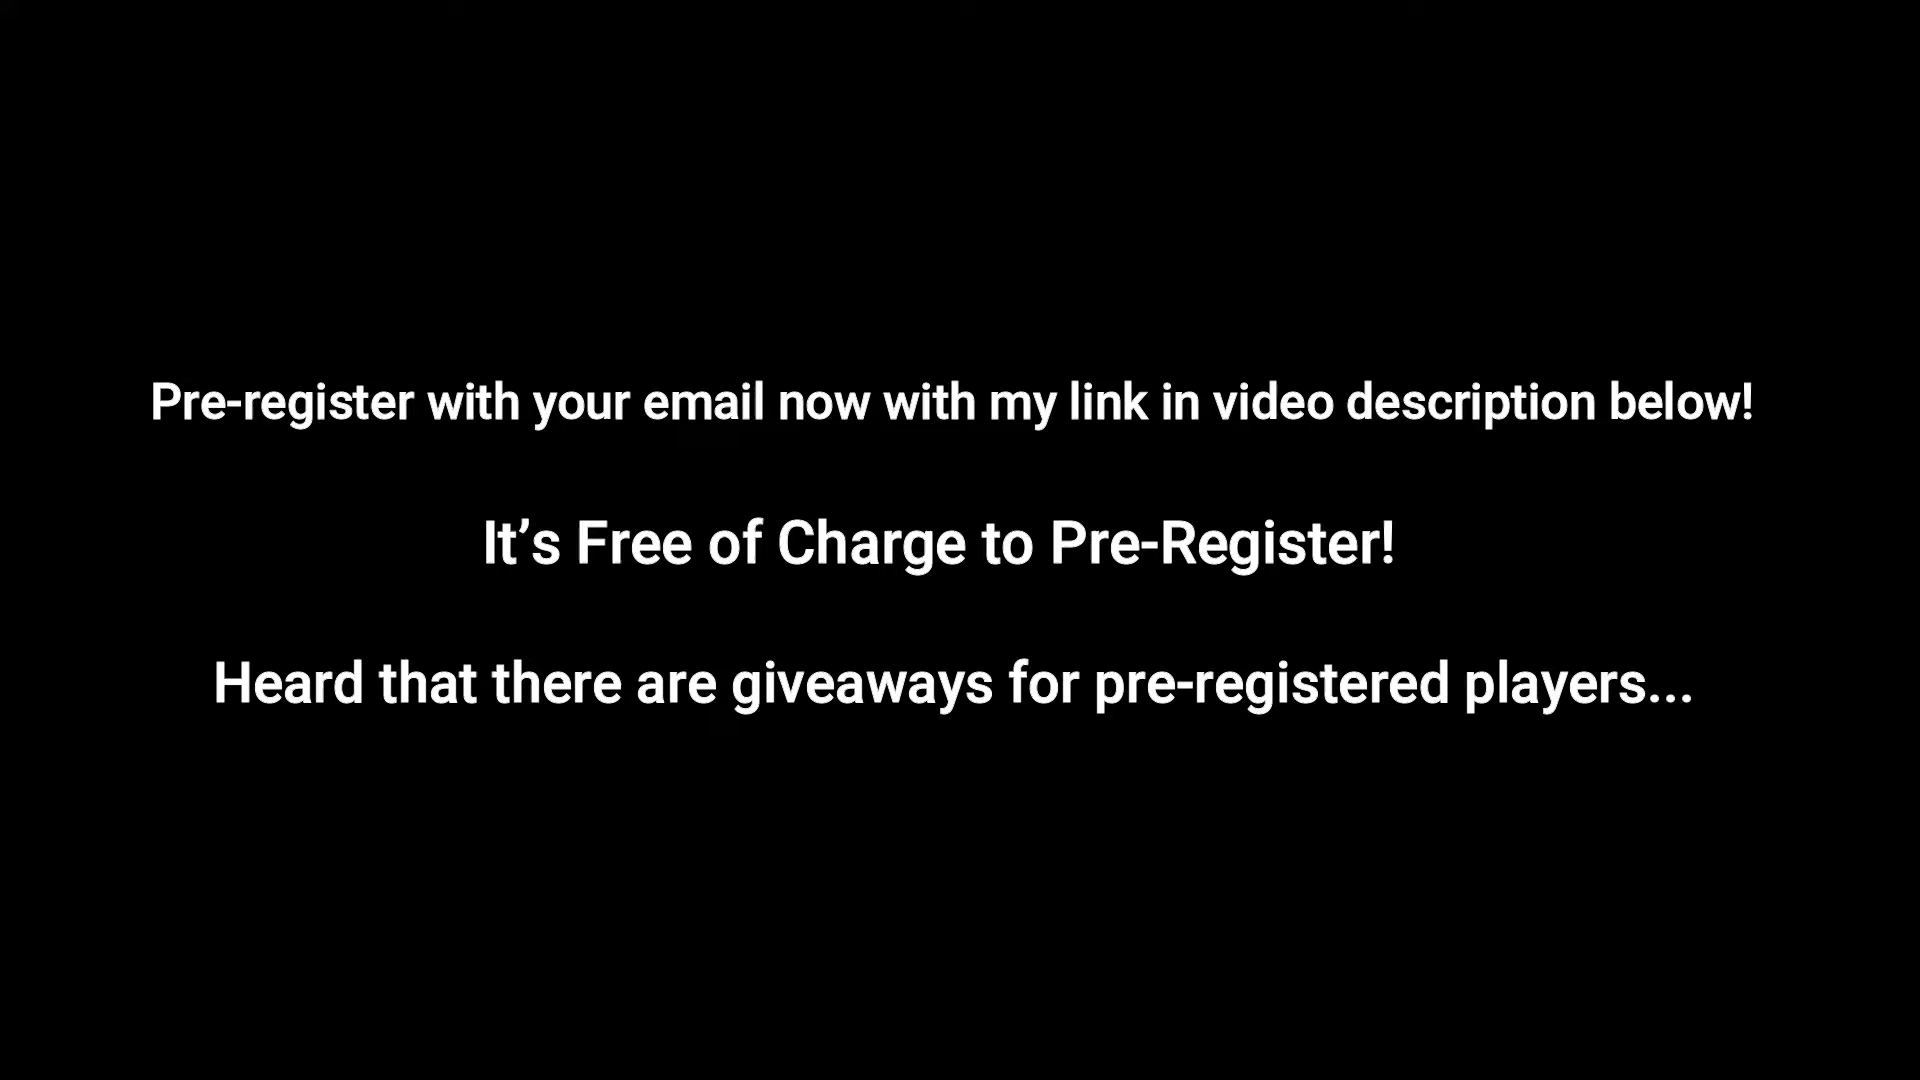 Pre-register with your email now with my link in video description below!
It’s Free of Charge to Pre-Register!
Heard that there are giveaways for pre-registered players...